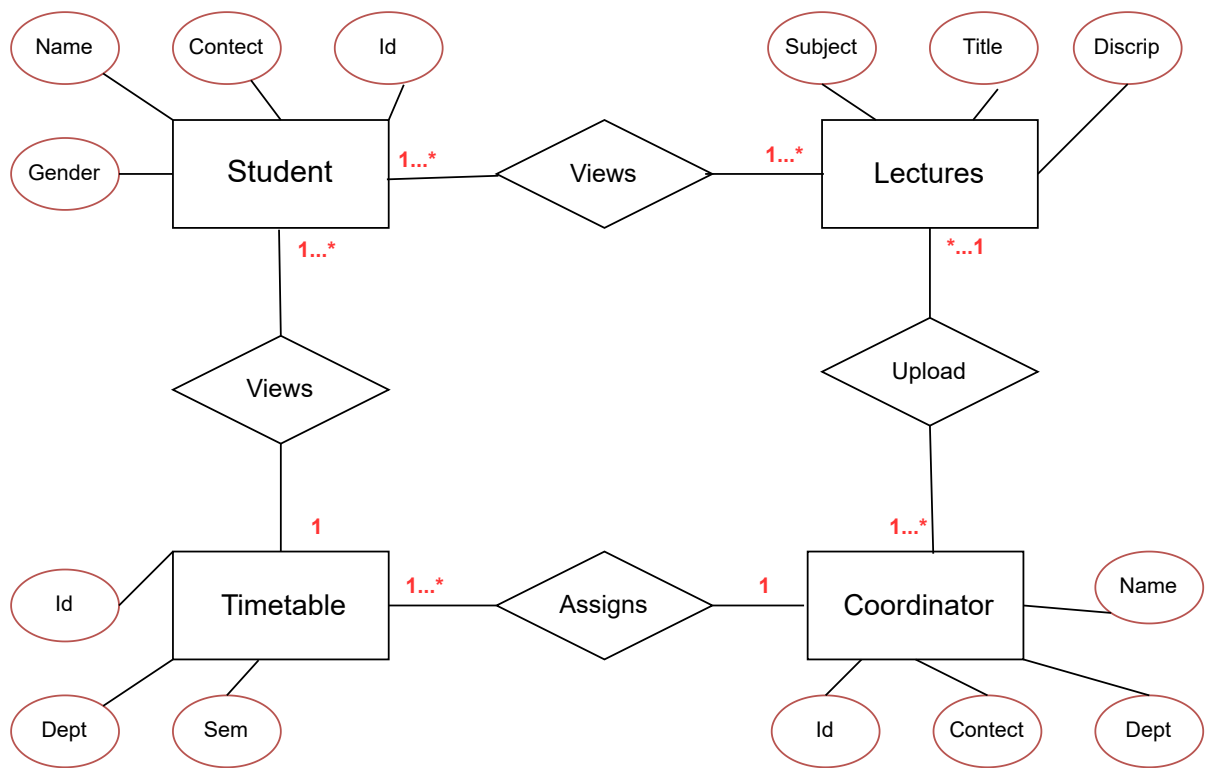 Name
Contect
Id
Subject
Title
Discrip
Gender
Student
1...*
Views
1...*
Lectures
1...*
*...1
Views
Upload
1
1...*
Id
Timetable
1...*
Assigns
1
Coordinator
Name
Dept
Sem
Id
Contect
Dept